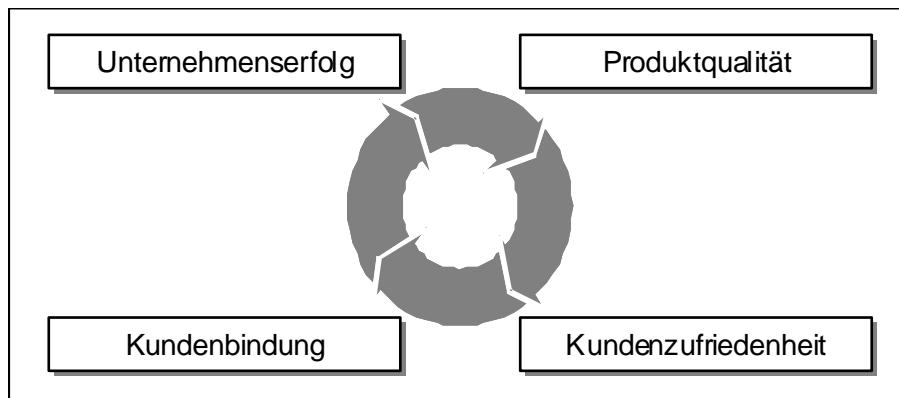 Unternehmenserfolg
Produktqualität
Kundenbindung
Kundenzufriedenheit